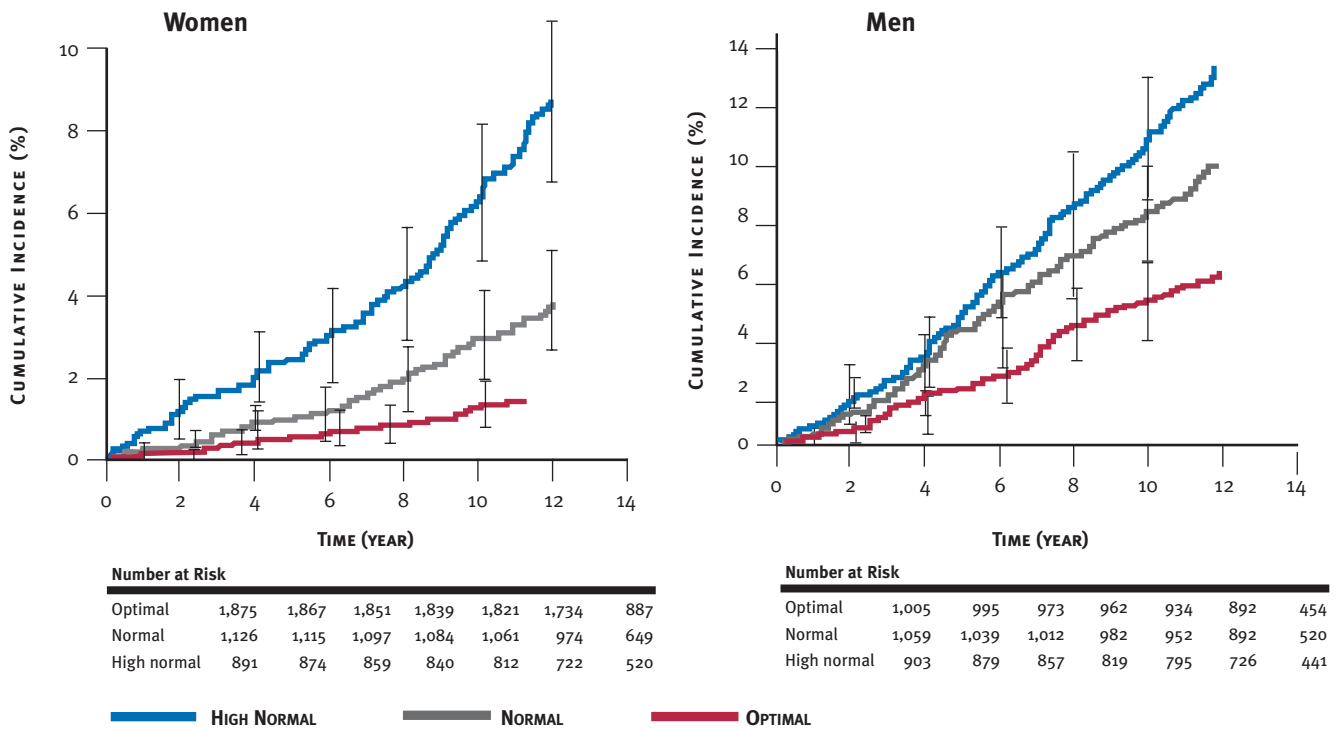 Women
Cumulative Incidence (%)
10
8
6
4
2
0
0 2 4 6 8 10 12 14
Time (year)
Number at Risk
Optimal 1,875 1,867 1,851 1,839 1,821 1,734 887
Normal 1,126 1,115 1,097 1,084 1,061 974 649
High normal 891 874 859 840 812 722 520
Men
Cumulative Incidence (%)
14
12
10
8
6
4
2
0
0 2 4 6 8 10 12 14
Time (year)
Number at Risk
Optimal 1,005 995 973 962 934 892 454
Normal 1,059 1,039 1,012 982 952 892 520
High normal 903 879 857 819 795 726 441
High Normal Normal Optimal